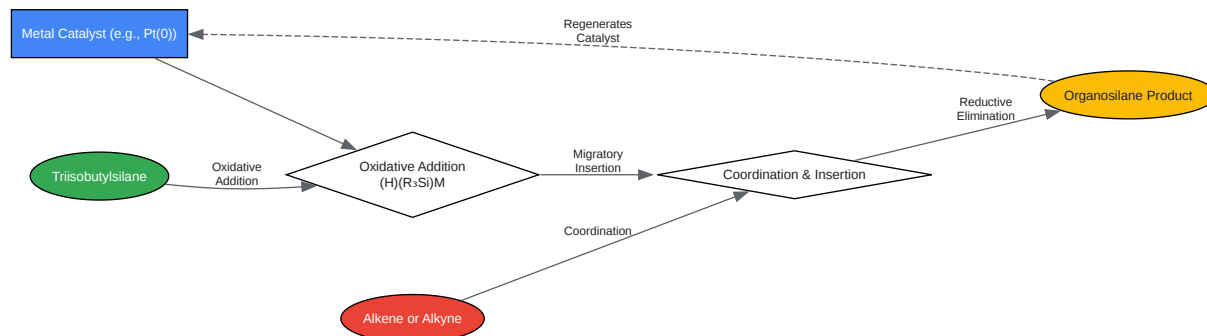 Regenerates
Catalyst
Metal Catalyst (e.g., Pt(0))
Organosilane Product
Reductive
Elimination
Oxidative Addition
(H)(R₃Si)M
Migratory
Insertion
Coordination & Insertion
Oxidative
Addition
Triisobutylsilane
Coordination
Alkene or Alkyne